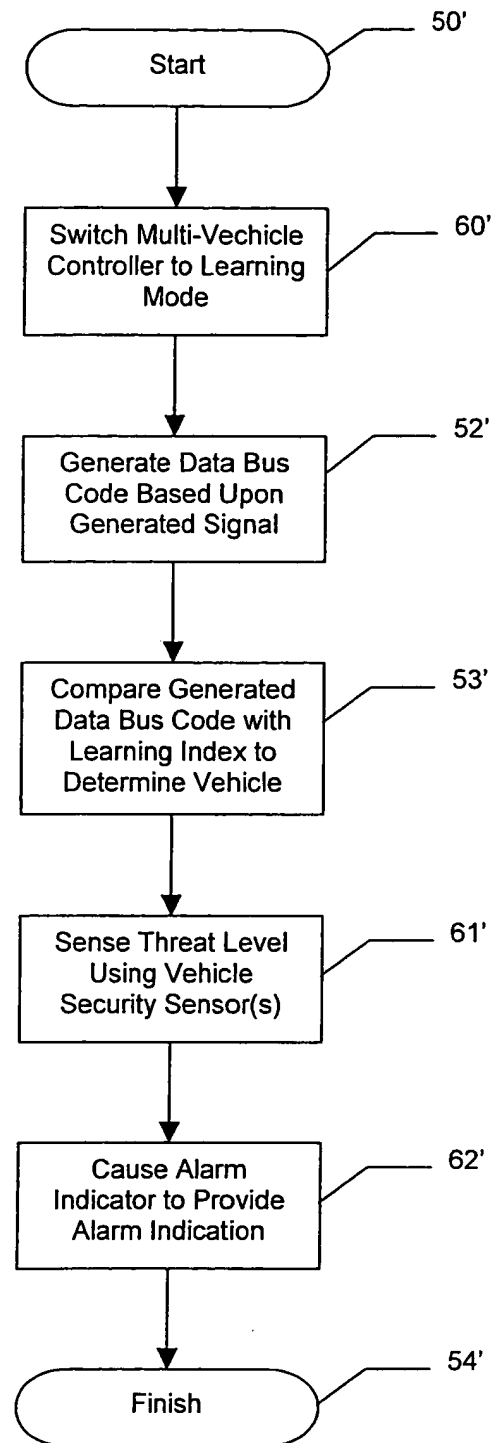 50'
Start
60'
Switch Multi-Vechicle
Controller to Learning
Mode
52'
Generate Data Bus
Code Based Upon
Generated Signal
53'
Compare Generated
Data Bus Code with
Learning Index to
Determine Vehicle
61'
Sense Threat Level
Using Vehicle
Security Sensor(s)
62'
Cause Alarm
Indicator to Provide
Alarm Indication
54'
Finish